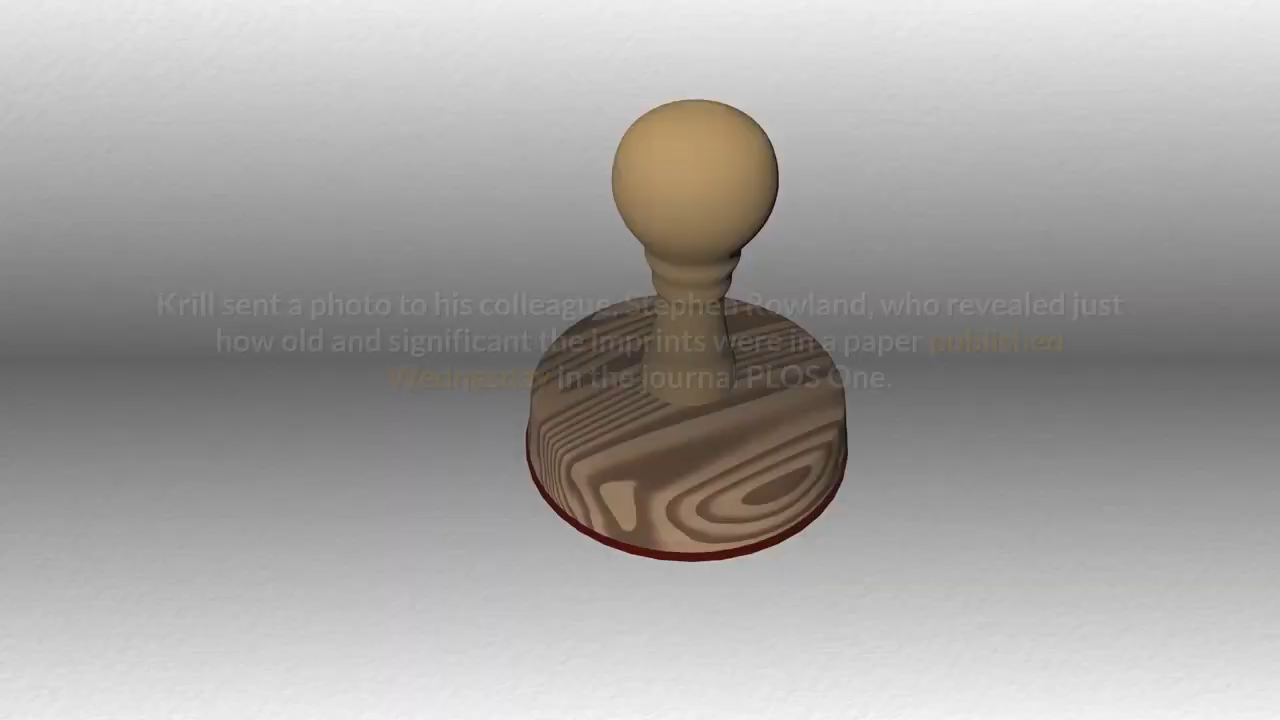 Krill sent a photo to his colleague, Stephen Rowland, who revealed just
how old and significant the imprints were in a paper published
Wednesday in the journal PLOS One.